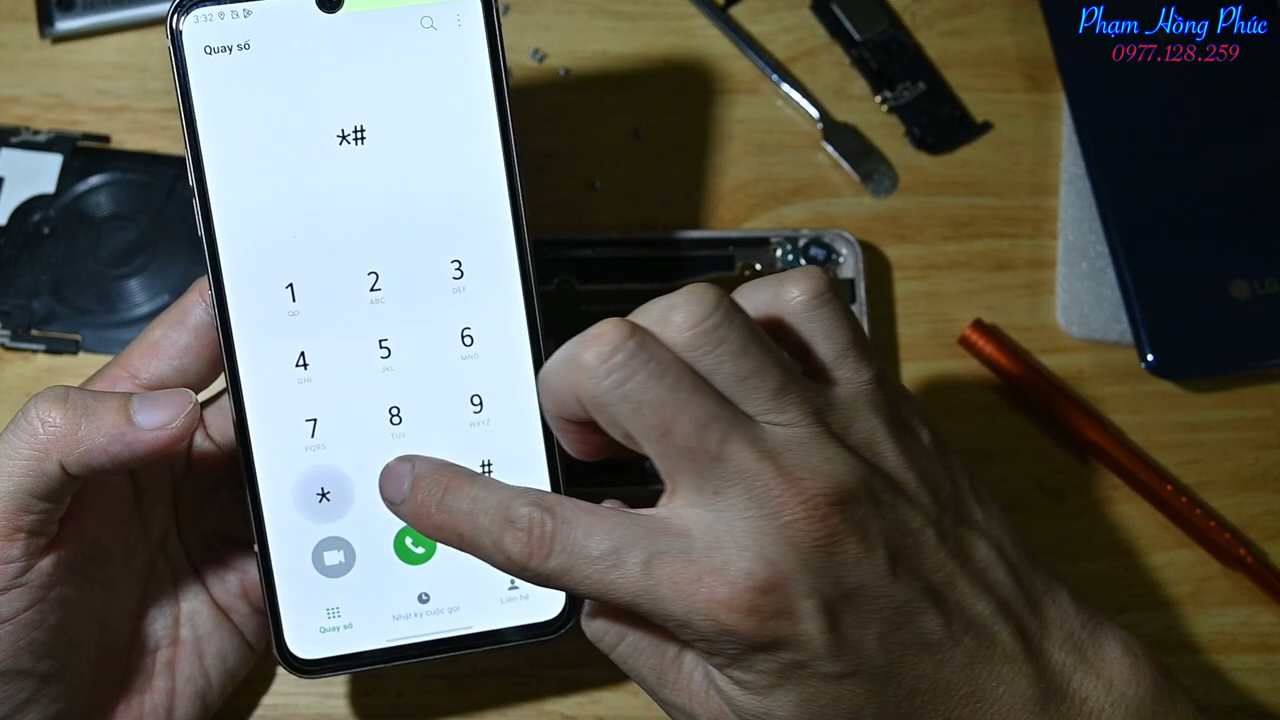 Phạm Hồng Phúc
0977.128.259
3:32
Quay số
*#
1
2 ABC
3 DEF
4 GHI
5 JKL
6 MNO
7 PQRS
8 TUV
9 WXYZ
*
#
Quay số
Nhật ký cuộc gọi
Liên hệ
LG